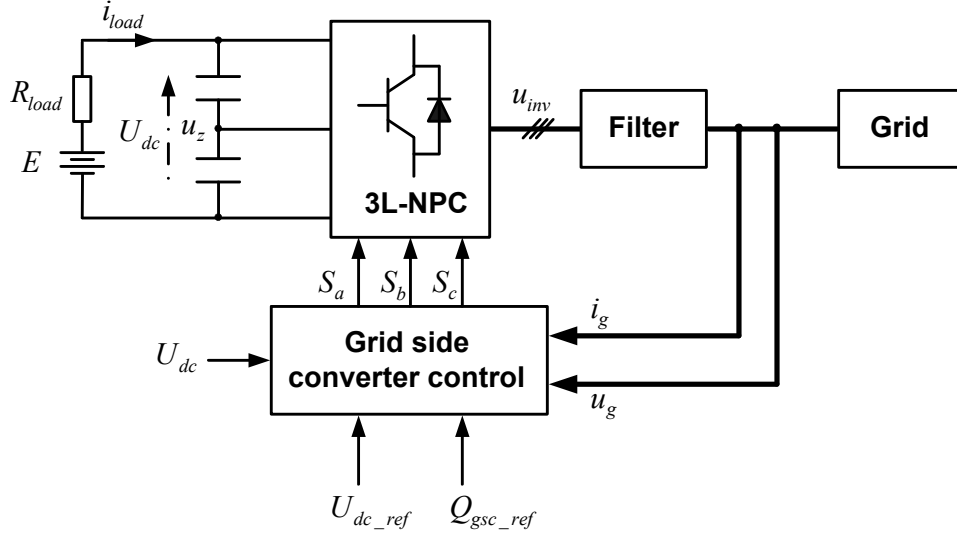 i_load
R_load
U_dc
u_z
E
3L-NPC
u_inv
Filter
Grid
S_a
S_b
S_c
i_g
u_g
U_dc
Grid side
converter control
U_dc_ref
Q_gsc_ref